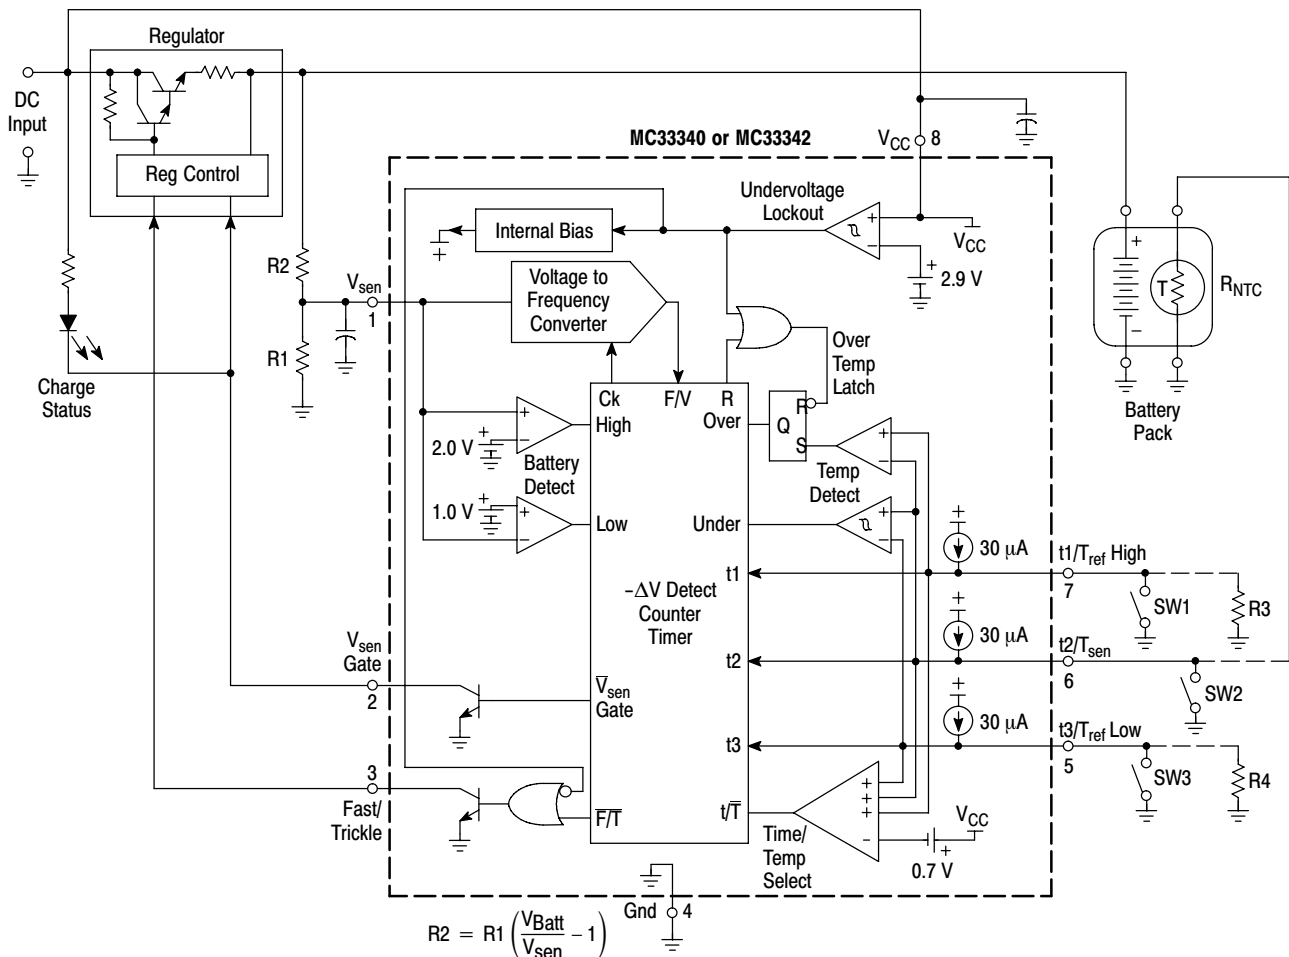 Regulator
DC
Input
Reg Control
MC33340 or MC33342
VCC 8
Undervoltage
Lockout
Internal Bias
VCC
2.9 V
R2
Vsen
1
Voltage to
Frequency
Converter
R1
Over
Temp
Latch
T
RNTC
Charge
Status
Battery
Pack
Ck
F/V
R
High
Over
R
Q
S
2.0 V
Battery
Detect
Temp
Detect
1.0 V
Low
Under
30 μA
t1/Tref High
7
t1
SW1
R3
–ΔV Detect
Counter
Timer
30 μA
t2/Tsen
6
t2
SW2
Vsen
Gate
2
V̅sen
Gate
30 μA
t3/Tref Low
5
t3
SW3
R4
3
Fast/
Trickle
F̅/̅T̅
t/T̅
Time/
Temp
Select
VCC
0.7 V
Gnd 4
R2 = R1 (VBatt/Vsen – 1)